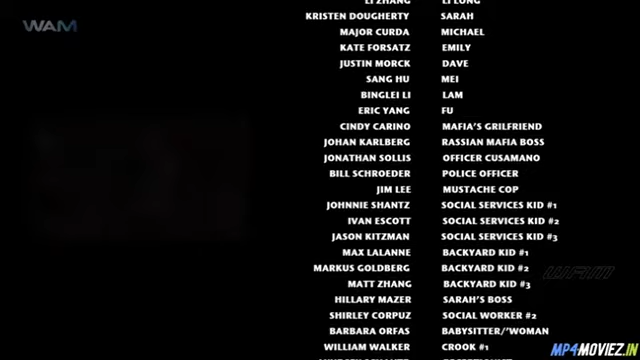 WAM
LI ZHANG LI LONG
KRISTEN DOUGHERTY SARAH
MAJOR CURDA MICHAEL
KATE FORSATZ EMILY
JUSTIN MORCK DAVE
SANG HU MEI
BINGLEI LI LAM
ERIC YANG FU
CINDY CARINO MAFIA'S GRILFRIEND
JOHAN KARLBERG RASSIAN MAFIA BOSS
JONATHAN SOLLIS OFFICER CUSAMANO
BILL SCHROEDER POLICE OFFICER
JIM LEE MUSTACHE COP
JOHNNIE SHANTZ SOCIAL SERVICES KID #1
IVAN ESCOTT SOCIAL SERVICES KID #2
JASON KITZMAN SOCIAL SERVICES KID #3
MAX LALANNE BACKYARD KID #1
MARKUS GOLDBERG BACKYARD KID #2
WAM
MATT ZHANG BACKYARD KID #3
HILLARY MAZER SARAH'S BOSS
SHIRLEY CORPUZ SOCIAL WORKER #2
BARBARA ORFAS BABYSITTER/'WOMAN
WILLIAM WALKER CROOK #1
MP4MOVIEZ.IN